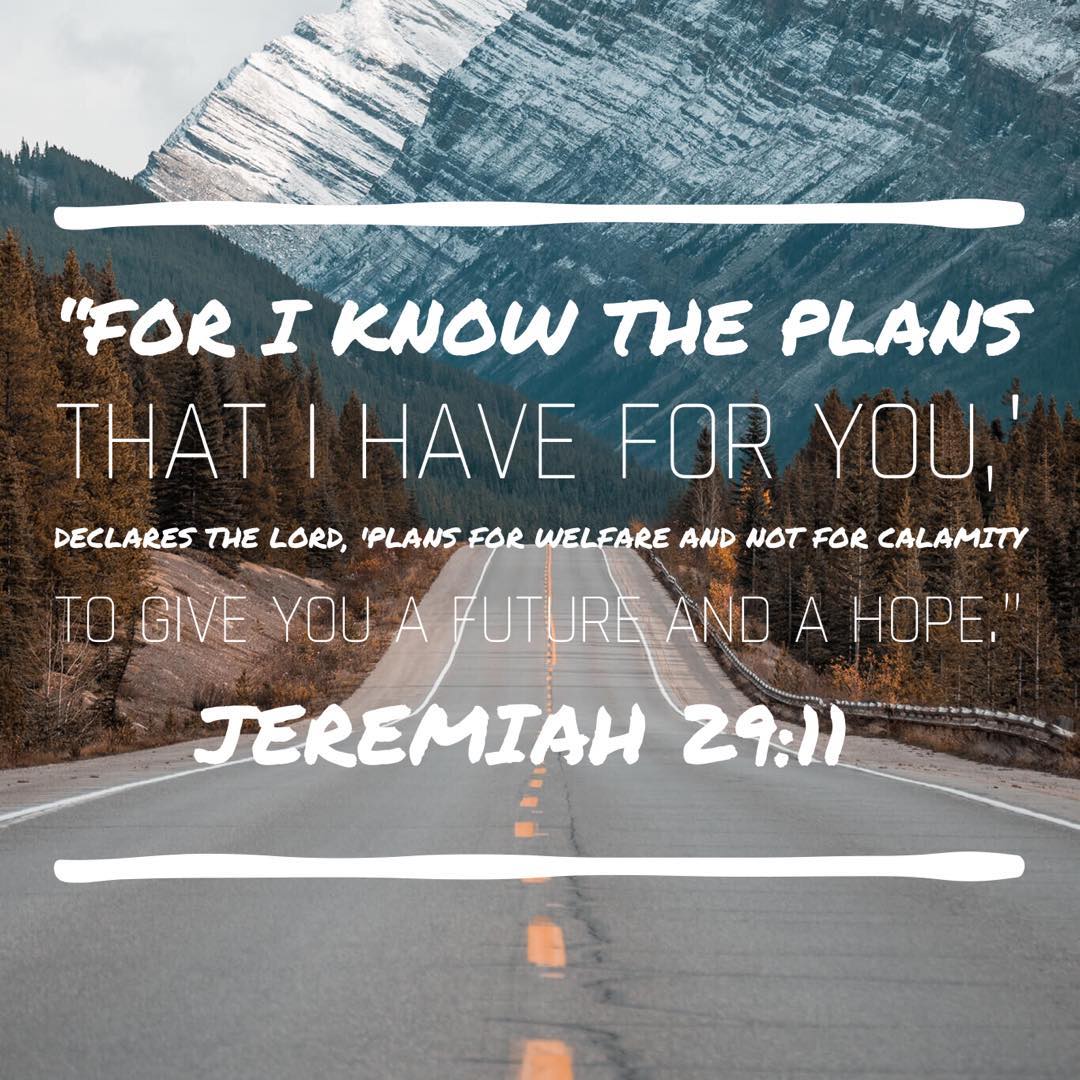 "FOR I KNOW THE PLANS
THAT I HAVE FOR YOU,'
DECLARES THE LORD, 'PLANS FOR WELFARE AND NOT FOR CALAMITY
TO GIVE YOU A FUTURE AND A HOPE."
JEREMIAH 29:11